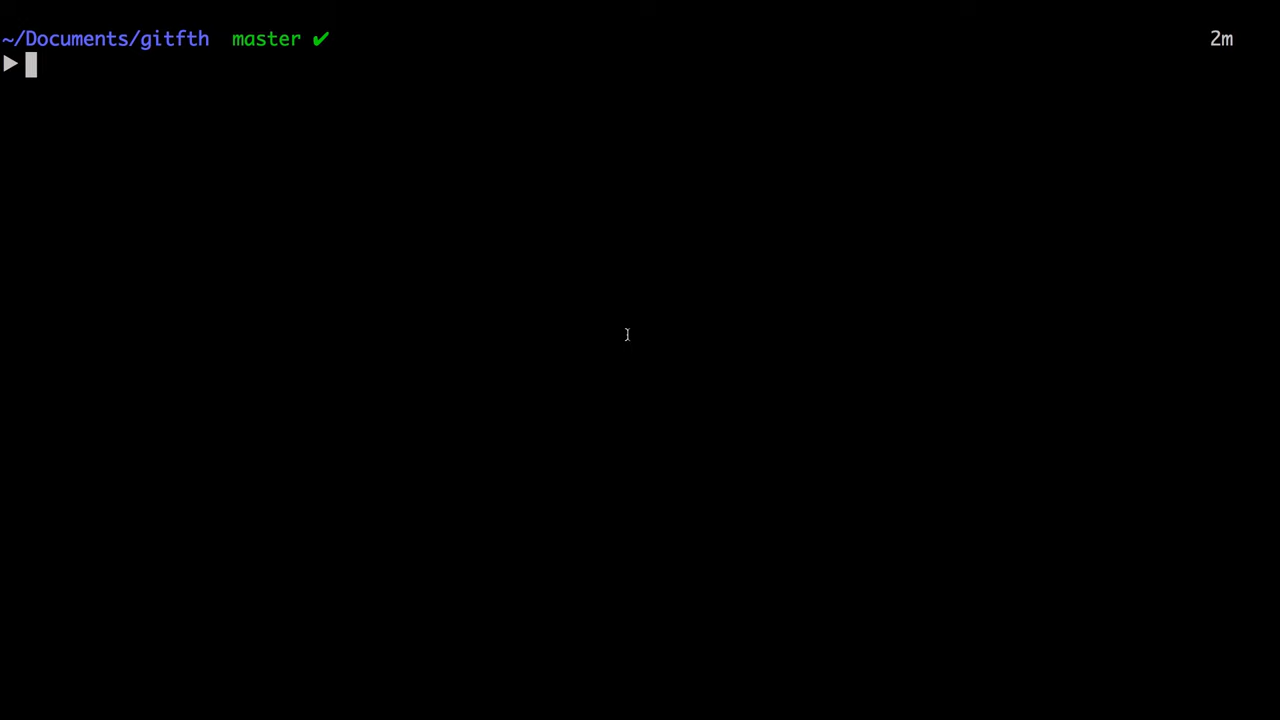 ~/Documents/gitfth master ✔ 2m
▶